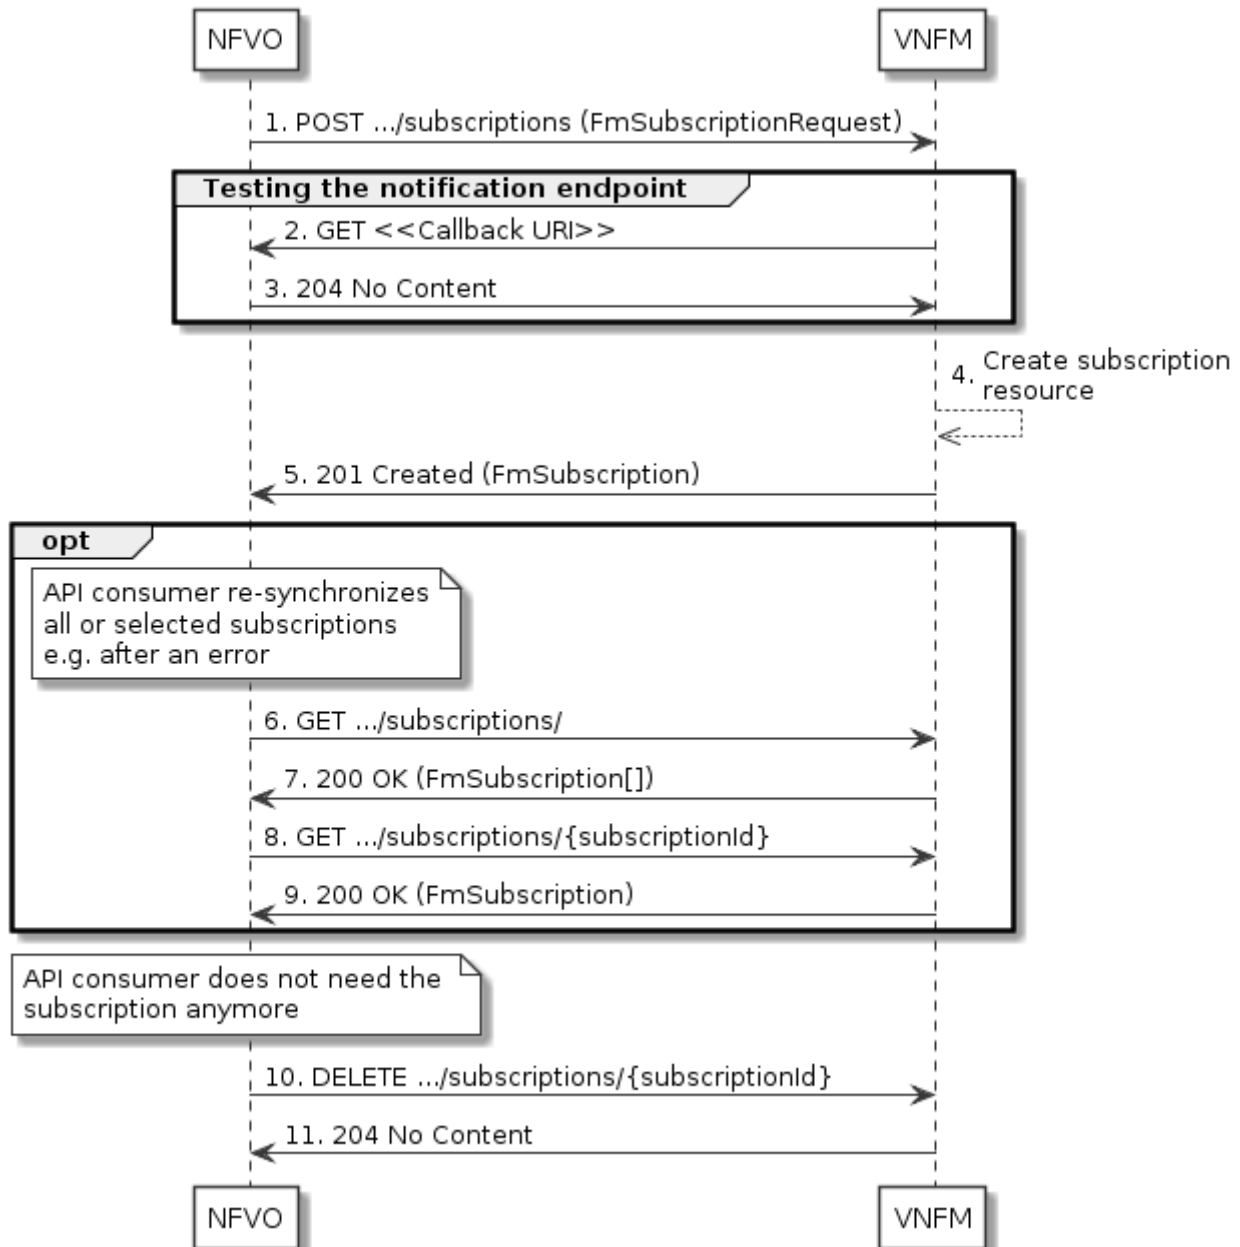 NFVO
VNFM
1. POST .../subscriptions (FmSubscriptionRequest)
Testing the notification endpoint
2. GET <<Callback URI>>
3. 204 No Content
4. Create subscription
resource
5. 201 Created (FmSubscription)
opt
API consumer re-synchronizes
all or selected subscriptions
e.g. after an error
6. GET .../subscriptions/
7. 200 OK (FmSubscription[])
8. GET .../subscriptions/{subscriptionId}
9. 200 OK (FmSubscription)
API consumer does not need the
subscription anymore
10. DELETE .../subscriptions/{subscriptionId}
11. 204 No Content
NFVO
VNFM